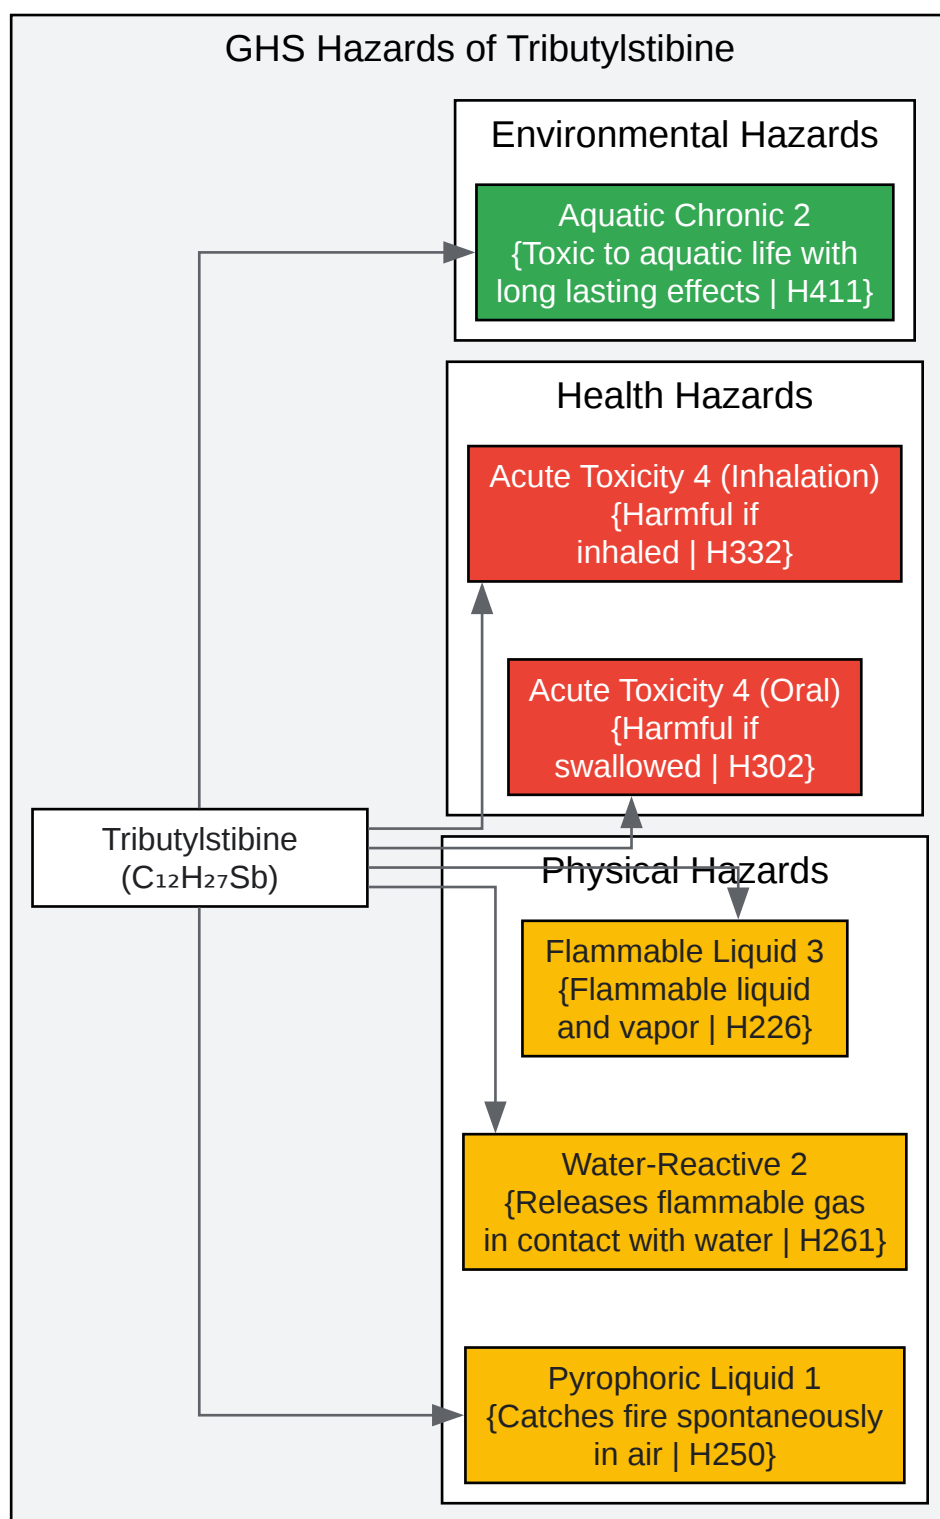 GHS Hazards of Tributylstibine
Environmental Hazards
Aquatic Chronic 2
{Toxic to aquatic life with
long lasting effects | H411}
Health Hazards
Acute Toxicity 4 (Inhalation)
{Harmful if
inhaled | H332}
Acute Toxicity 4 (Oral)
{Harmful if
swallowed | H302}
Tributylstibine
(C₁₂H₂₇Sb)
Physical Hazards
Flammable Liquid 3
{Flammable liquid
and vapor | H226}
Water-Reactive 2
{Releases flammable gas
in contact with water | H261}
Pyrophoric Liquid 1
{Catches fire spontaneously
in air | H250}